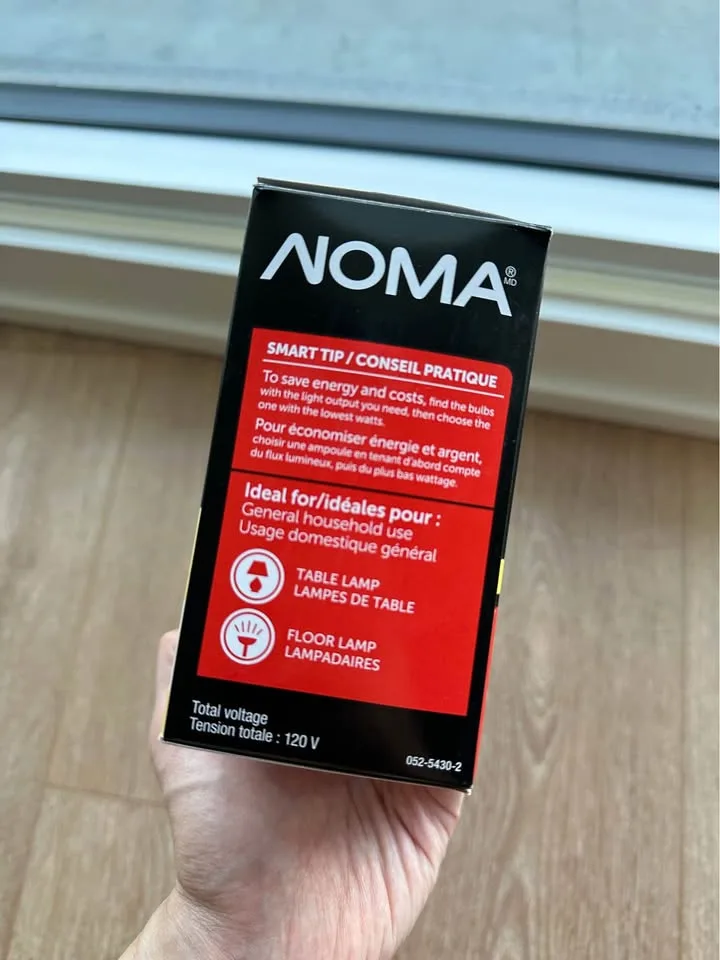 NOMA® MD
SMART TIP / CONSEIL PRATIQUE
To save energy and costs, find the bulbs
with the light output you need, then choose the
one with the lowest watts.
Pour économiser énergie et argent,
choisir une ampoule en tenant d'abord compte
du flux lumineux, puis du plus bas wattage.
Ideal for/idéales pour :
General household use
Usage domestique général
TABLE LAMP
LAMPES DE TABLE
FLOOR LAMP
LAMPADAIRES
Total voltage
Tension totale : 120 V
052-5430-2